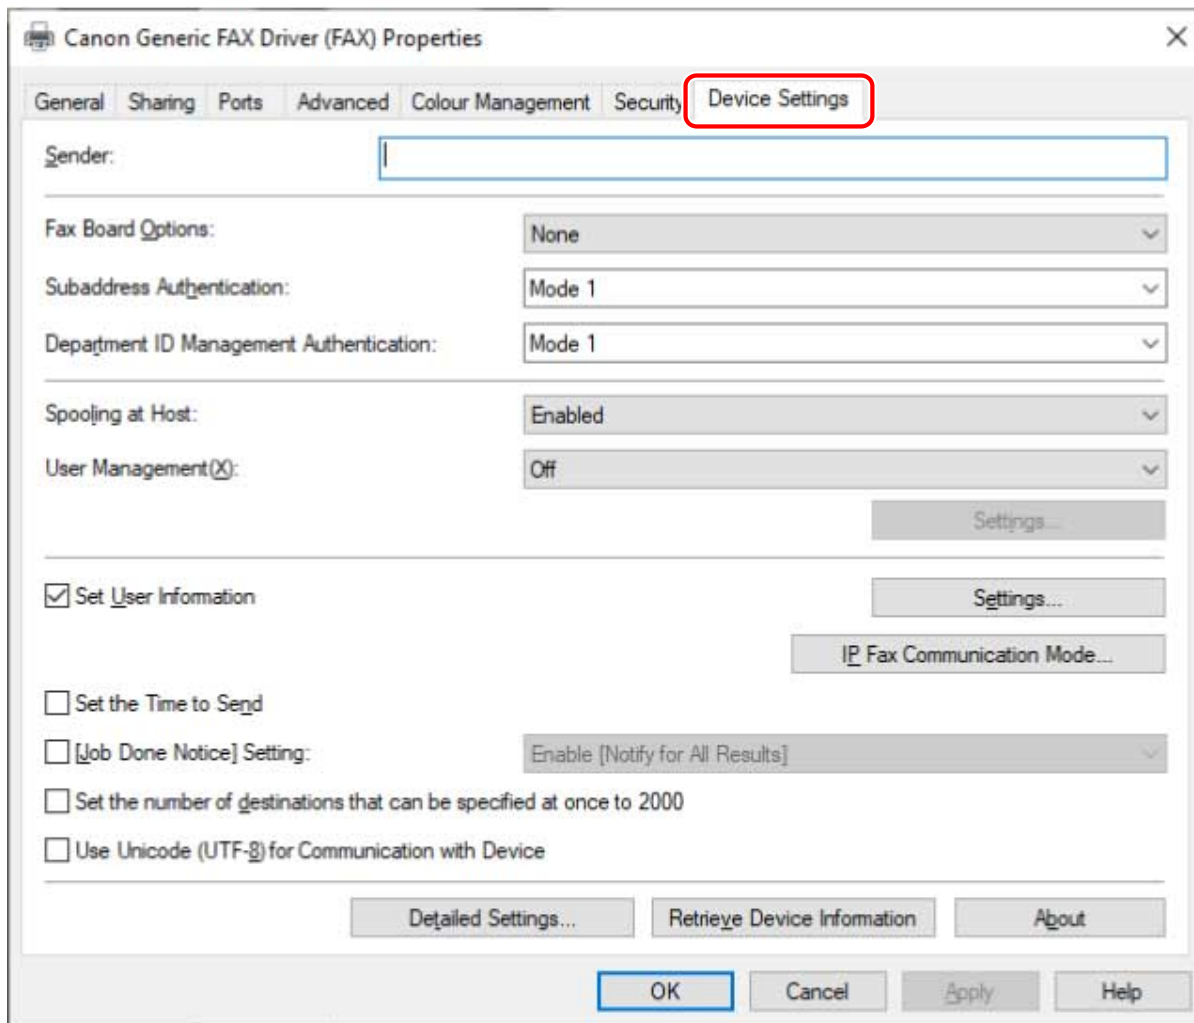 Canon Generic FAX Driver (FAX) Properties
General Sharing Ports Advanced Colour Management Security Device Settings
Sender:
Fax Board Options: None
Subaddress Authentication: Mode 1
Department ID Management Authentication: Mode 1
Spooling at Host: Enabled
User Management(X): Off
Settings...
Set User Information Settings...
IP Fax Communication Mode...
Set the Time to Send
[Job Done Notice] Setting: Enable [Notify for All Results]
Set the number of destinations that can be specified at once to 2000
Use Unicode (UTF-8) for Communication with Device
Detailed Settings... Retrieve Device Information About
OK Cancel Apply Help